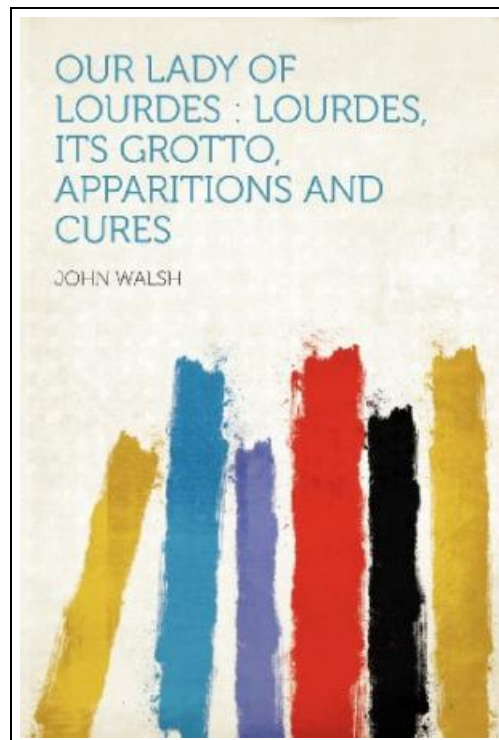 OUR LADY OF
LOURDES : LOURDES,
ITS GROTTO,
APPARITIONS AND
CURES
JOHN WALSH